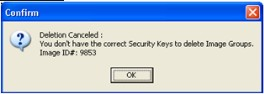 Confirm
Deletion Canceled :
You don't have the correct Security Keys to delete Image Groups.
Image ID#: 9853
OK